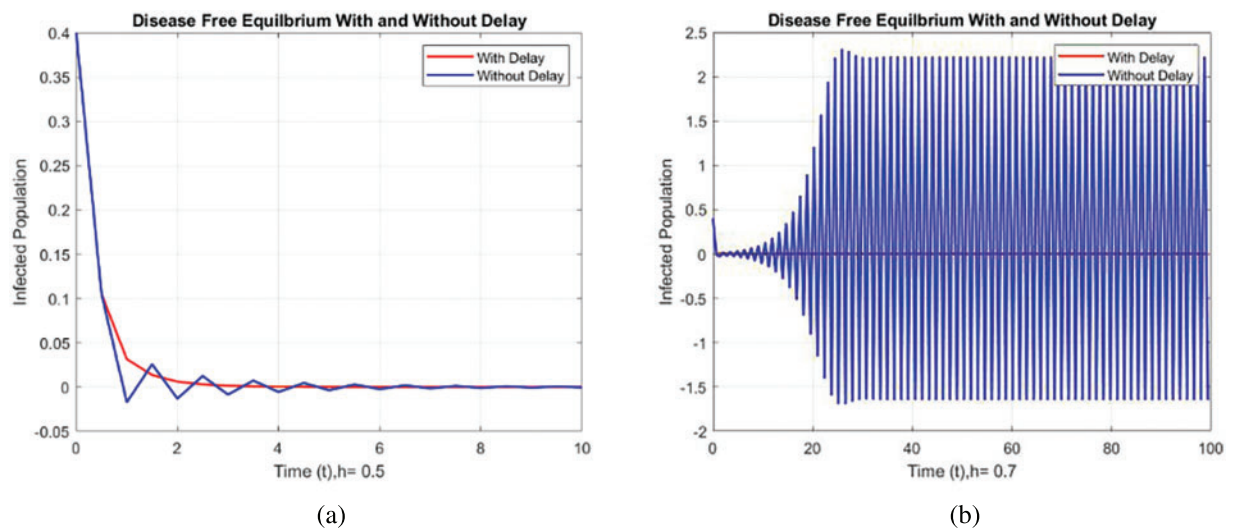 Disease Free Equilbrium With and Without Delay
With Delay
Without Delay
0.4
0.35
0.3
0.25
0.2
0.15
0.1
0.05
0
-0.05
Infected Population
0
2
4
6
8
10
Time (t),h= 0.5
(a)
Disease Free Equilbrium With and Without Delay
With Delay
Without Delay
2.5
2
1.5
1
0.5
0
-0.5
-1
-1.5
-2
Infected Population
0
20
40
60
80
100
Time (t),h= 0.7
(b)